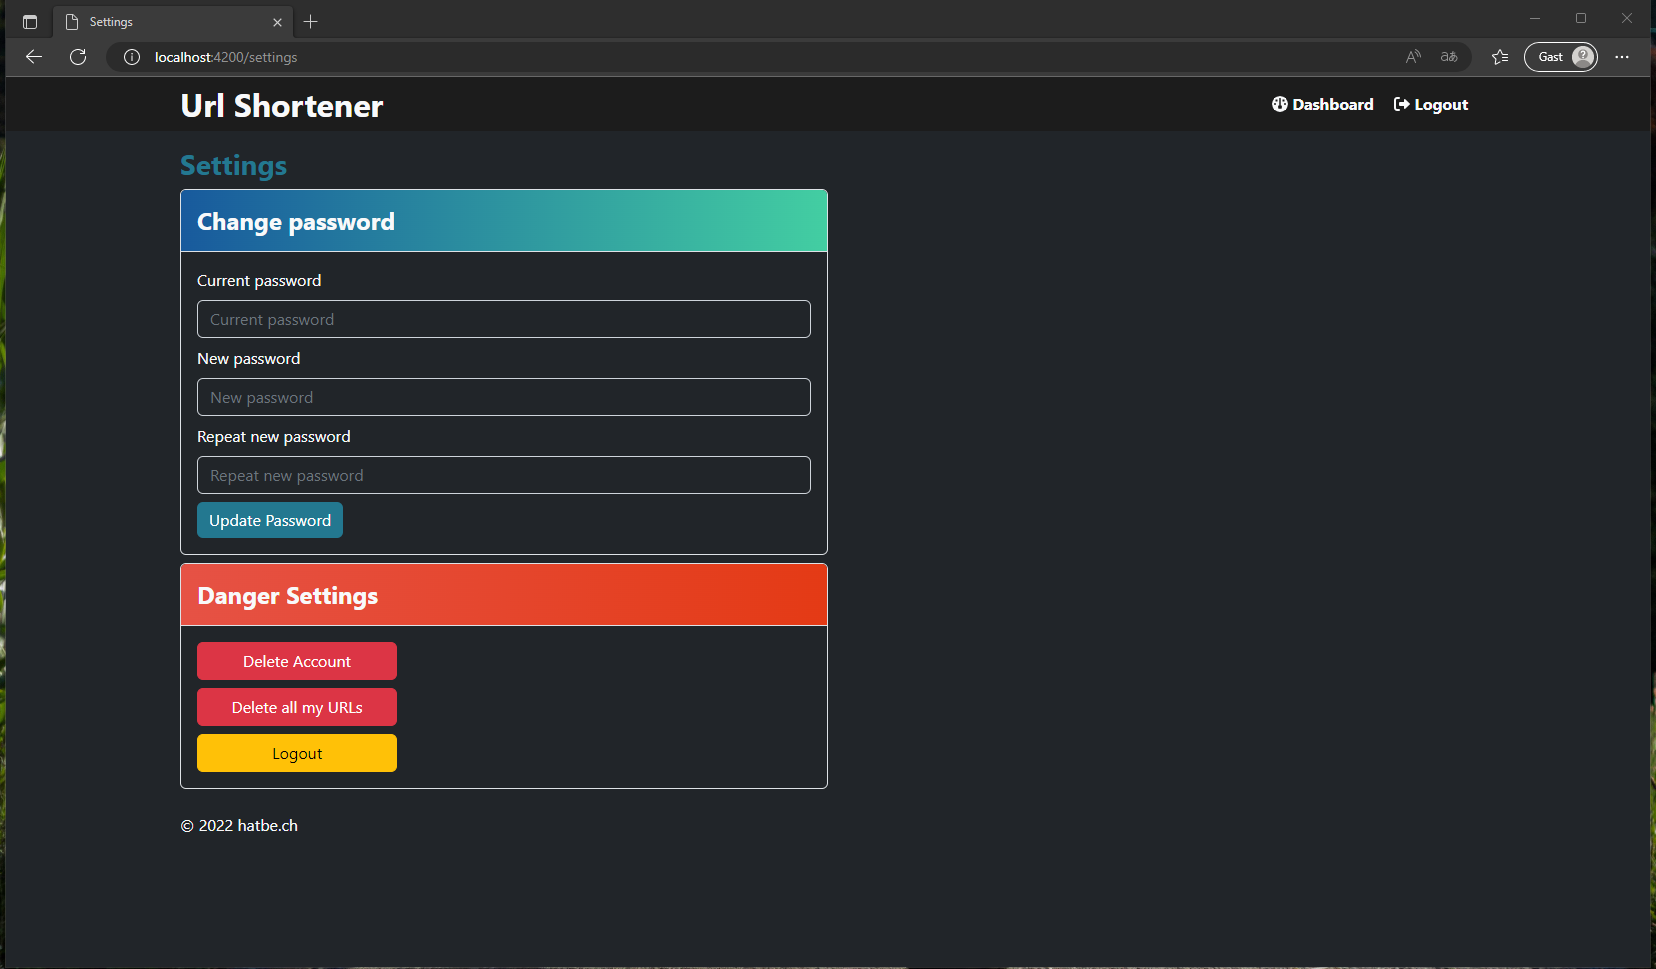 Settings
localhost:4200/settings
Gast
Url Shortener
Dashboard
Logout
Settings
Change password
Current password
Current password
New password
New password
Repeat new password
Repeat new password
Update Password
Danger Settings
Delete Account
Delete all my URLs
Logout
© 2022 hatbe.ch